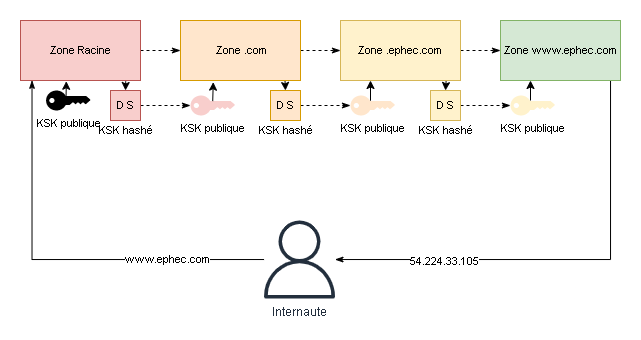 Zone Racine
Zone .com
Zone .ephec.com
Zone www.ephec.com
KSK publique
D S
KSK hashé
KSK publique
D S
KSK hashé
KSK publique
D S
KSK hashé
KSK publique
www.ephec.com
54.224.33.105
Internaute